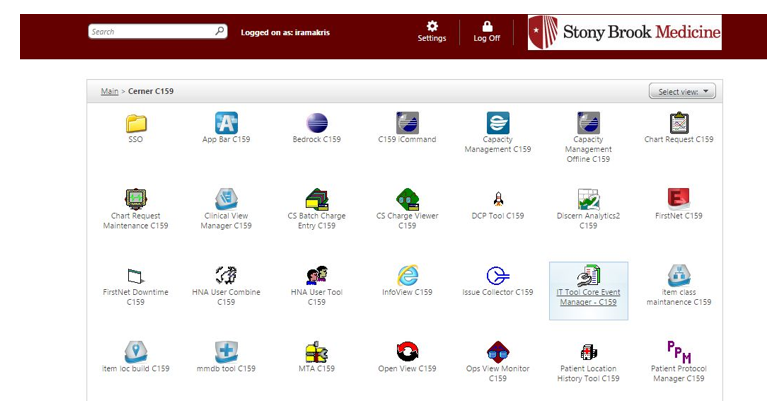 Search
Logged on as: iramakris
Settings
Log Off
Stony Brook Medicine
Main > Cerner C159
Select view:
SSO
App Bar C159
Bedrock C159
C159 iCommand
Capacity
Management C159
Capacity
Management
Offline C159
Chart Request C159
Chart Request
Maintenance C159
Clinical View
Manager C159
CS Batch Charge
Entry C159
CS Charge Viewer
C159
DCP Tool C159
Discern Analytics2
C159
FirstNet C159
FirstNet Downtime
C159
HNA User Combine
C159
HNA User Tool
C159
InfoView C159
Issue Collector C159
IT Tool Core Event
Manager - C159
Item class
maintanence C159
Item loc build C159
mmdb tool C159
MTA C159
Open View C159
Ops View Monitor
C159
Patient Location
History Tool C159
PPM
Patient Protocol
Manager C159